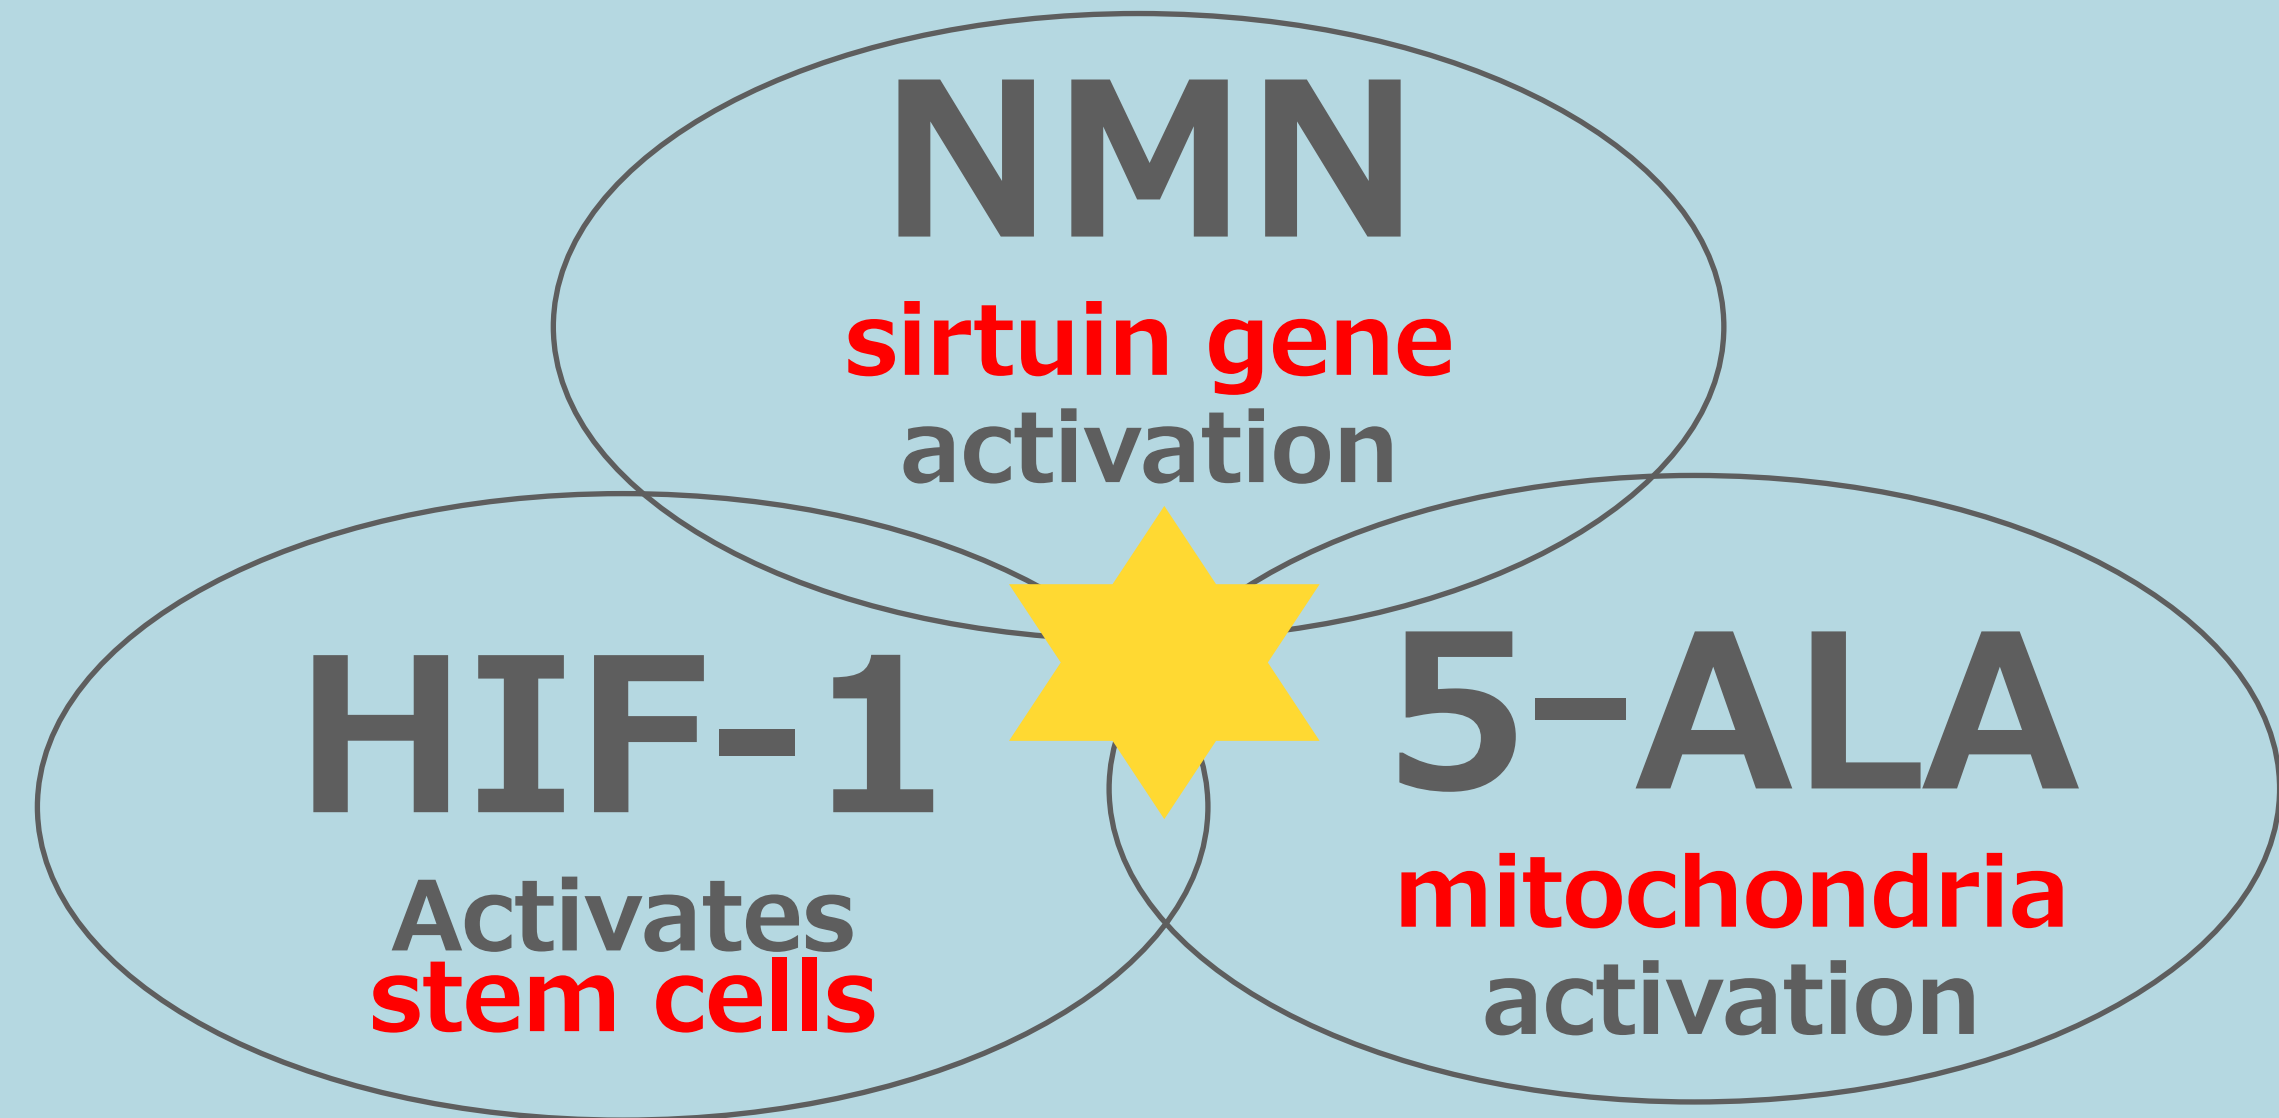 NMN
sirtuin gene
activation
HIF-1
Activates
stem cells
5-ALA
mitochondria
activation